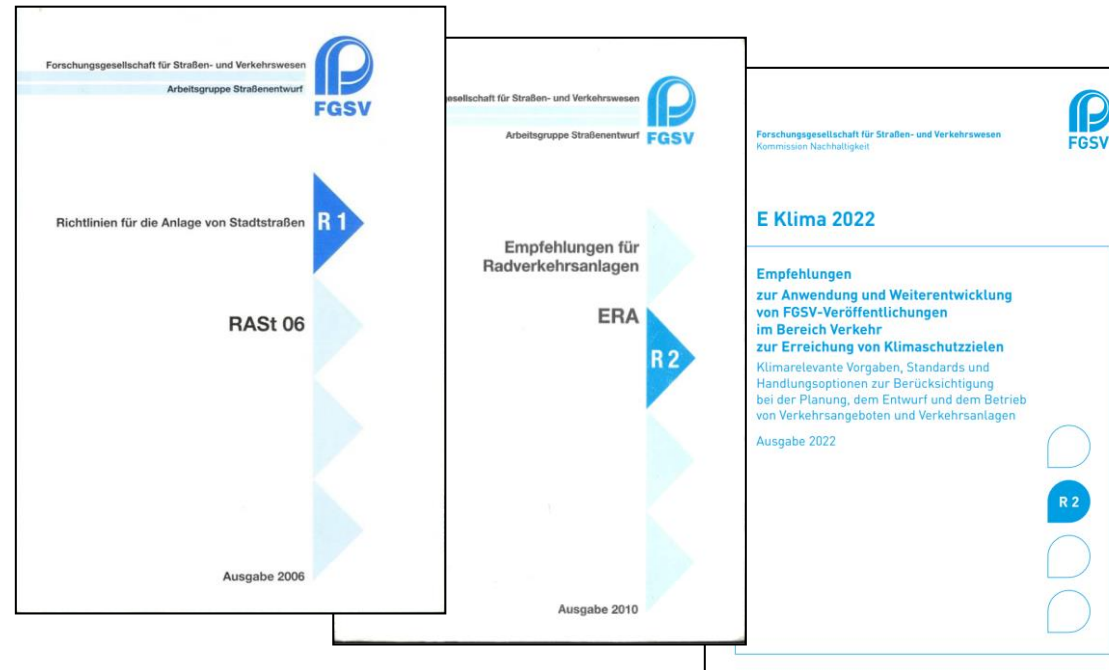 Forschungsgesellschaft für Straßen- und Verkehrswesen
Arbeitsgruppe Straßenentwurf
FGSV
Richtlinien für die Anlage von Stadtstraßen
R 1
RASt 06
Ausgabe 2006
esellschaft für Straßen- und Verkehrswesen
Arbeitsgruppe Straßenentwurf
FGSV
Empfehlungen für
Radverkehrsanlagen
ERA
R 2
Ausgabe 2010
Forschungsgesellschaft für Straßen- und Verkehrswesen
Kommission Nachhaltigkeit
FGSV
E Klima 2022
Empfehlungen
zur Anwendung und Weiterentwicklung
von FGSV-Veröffentlichungen
im Bereich Verkehr
zur Erreichung von Klimaschutzzielen
Klimarelevante Vorgaben, Standards und
Handlungsoptionen zur Berücksichtigung
bei der Planung, dem Entwurf und dem Betrieb
von Verkehrsangeboten und Verkehrsanlagen
Ausgabe 2022
R 2